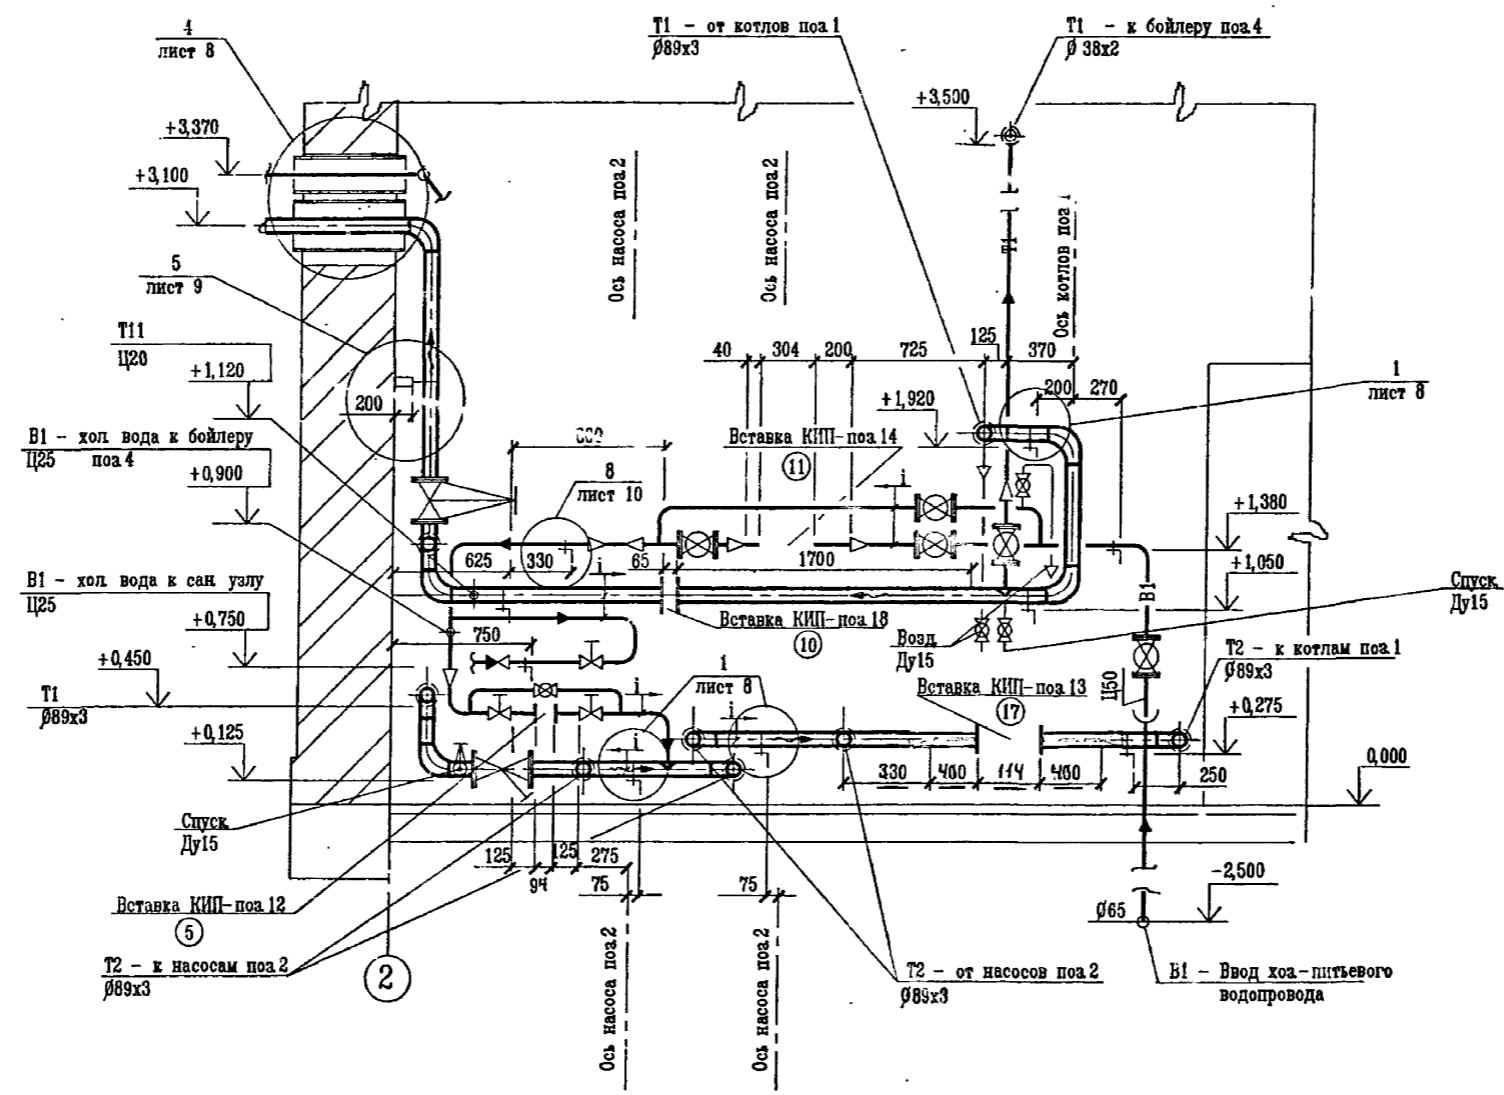 4
лист 8
Т1 - от котлов поз.1
Ø89х3
Т1 - к бойлеру поз.4
Ø 38х2
+3,500
+3,370
+3,100
Ось насоса поз.2
Ось насоса поз.2
Т1
Ось котлов поз.
5
лист 9
Т11
Ц20
+1,120
40
304
200
725
125
370
200
270
1
лист 8
200
+1,920
В1 - хол. вода к бойлеру
Ц25 поз.4
+0,900
Вставка КИП-поз.14
11
8
лист 10
i
+1,380
625
330
65
i
1700
+1,050
В1 - хол. вода к сан. узлу
Ц25
+0,750
750
Вставка КИП-поз.18
10
Возд.
Ду15
В1
Спуск
Ду15
+0,450
Т1
Ø89х3
1
лист 8
i
i
Вставка КИП-поз.13
17
Ц50
Т2 - к котлам поз.1
Ø89х3
+0,275
+0,125
i
330
460
114
460
250
0,000
Спуск
Ду15
125
94
125
275
75
75
Ø65
-2,500
Вставка КИП-поз.12
5
Т2 - к насосам поз.2
Ø89х3
2
Ось насоса поз.2
Ось насоса поз.2
Т2 - от насосов поз.2
Ø89х3
В1 - Ввод хоз-питьевого
водопровода